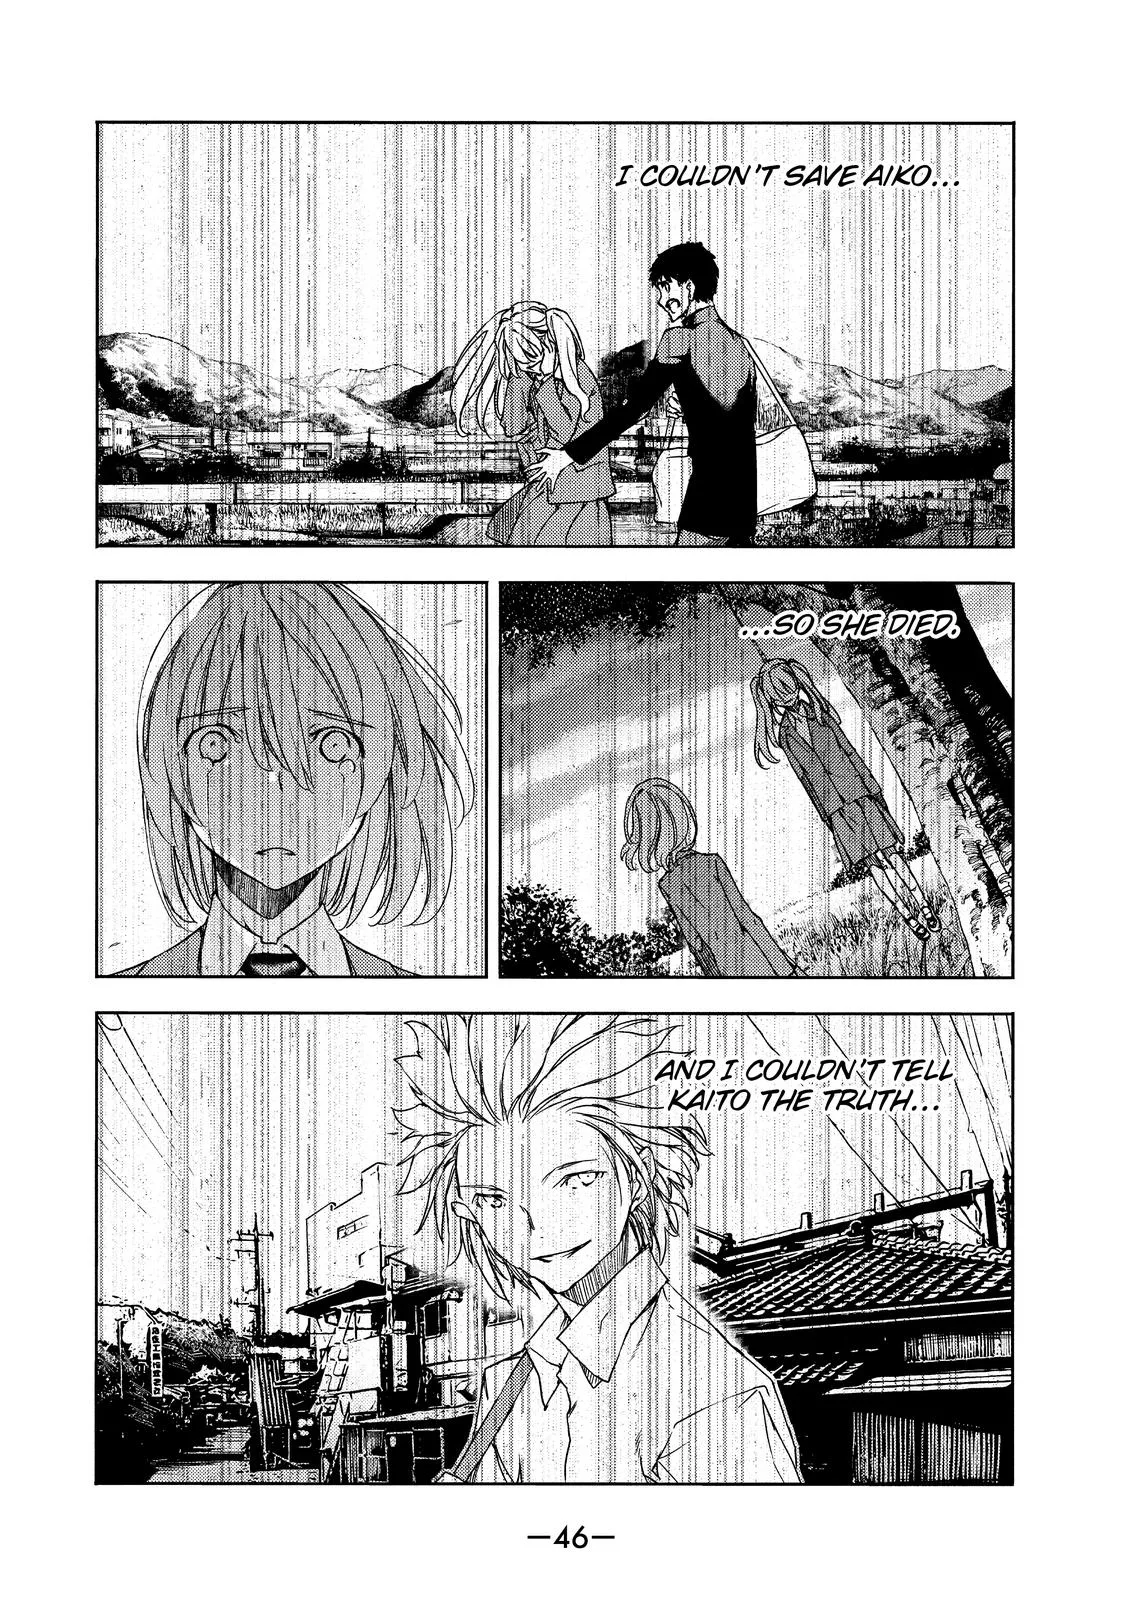 I COULDN'T SAVE AIKO...
...SO SHE DIED.
AND I COULDN'T TELL
KAITO THE TRUTH...
—46—